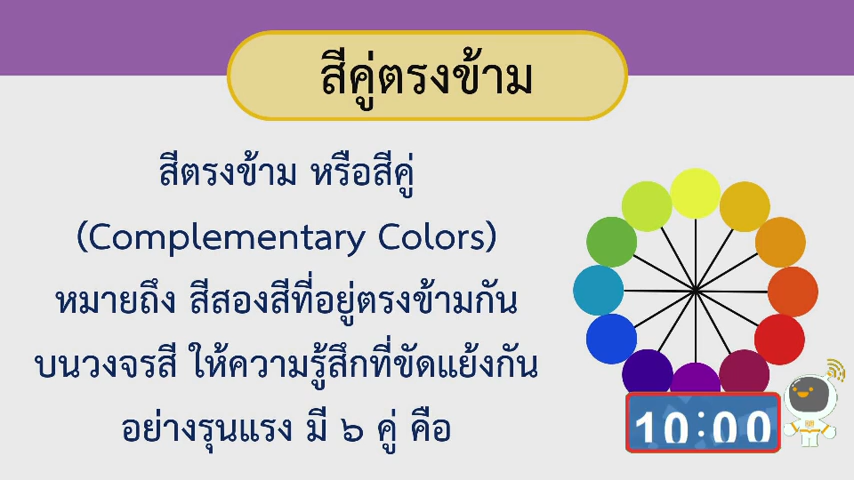 สีคู่ตรงข้าม
สีตรงข้าม หรือสีคู่
(Complementary Colors)
หมายถึง สีสองสีที่อยู่ตรงข้ามกัน
บนวงจรสี ให้ความรู้สึกที่ขัดแย้งกัน
อย่างรุนแรง มี ๖ คู่ คือ
10:00